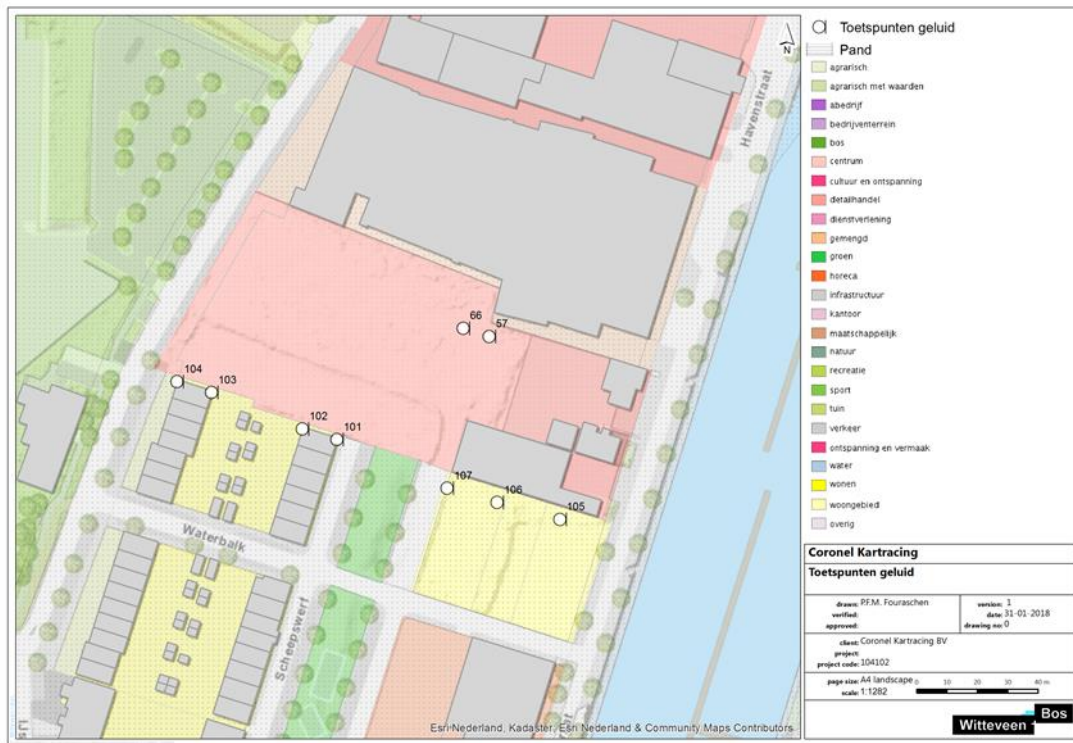 Toetspunten geluid
Pand
agrarisch
agrarisch met waarden
abedrijf
bedrijventerrein
bos
centrum
cultuur en ontspanning
detailhandel
dienstverlening
gemengd
groen
horeca
infrastructuur
kantoor
maatschappelijk
natuur
recreatie
sport
tuin
verkeer
ontspanning en vermaak
water
wonen
woongebied
overig
N
Havenstraat
66
57
104
103
102
101
107
106
105
Waterbalk
Scheepswerf
IJs
Esri Nederland, Kadaster, Esri Nederland & Community Maps Contributors
Coronel Kartracing
Toetspunten geluid
drawn: P.F.M. Fouraschen
verified:
approved:
version: 1
date: 31-01-2018
drawing no: 0
client: Coronel Kartracing BV
project:
project code: 104102
page size: A4 landscape
scale: 1:1282
0 10 20 30 40 m
Witteveen + Bos